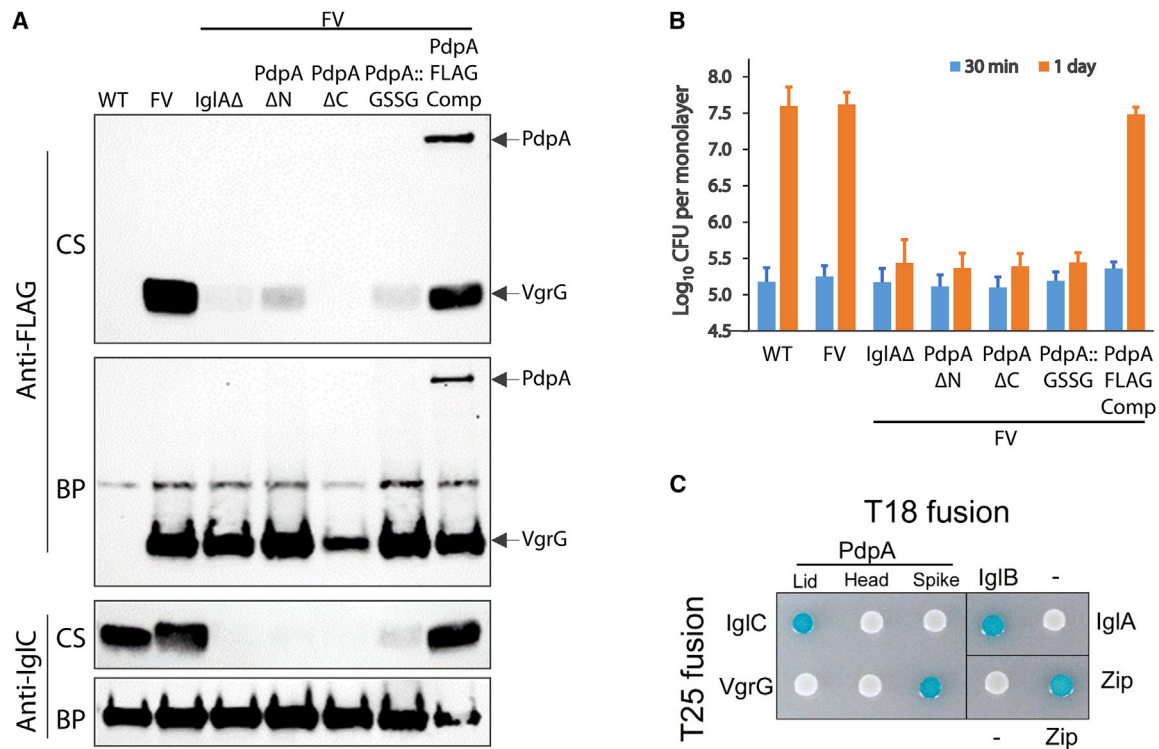 A
FV
WT FV IglAΔ PdpA ΔN PdpA ΔC PdpA:: GSSG PdpA FLAG Comp
Anti-FLAG
CS
PdpA
VgrG
BP
PdpA
VgrG
Anti-IglC
CS
BP
B
30 min 1 day
Log10 CFU per monolayer
8.0
7.5
7.0
6.5
6.0
5.5
5.0
4.5
WT FV IglAΔ PdpA ΔN PdpA ΔC PdpA:: GSSG PdpA FLAG Comp
FV
C
T18 fusion
PdpA
Lid Head Spike IglB -
T25 fusion
IglC IglA
VgrG Zip
- Zip